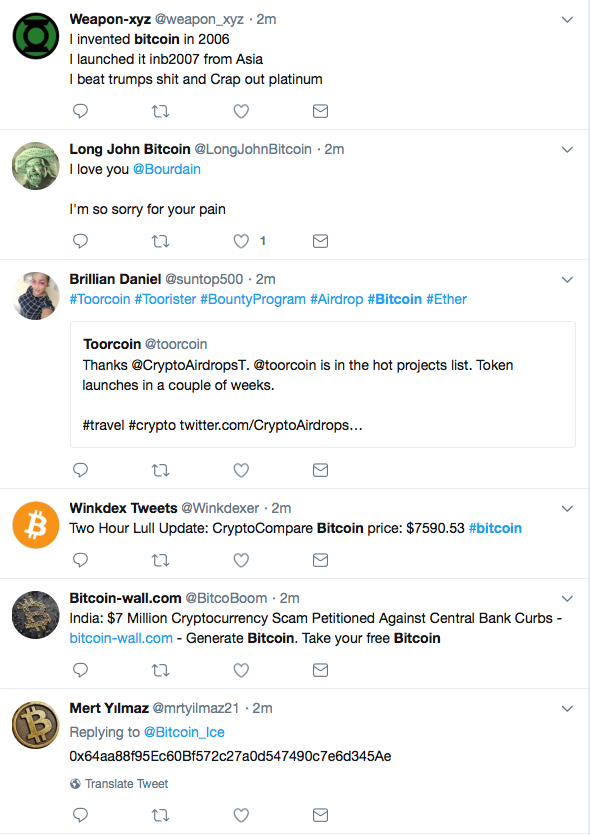 Weapon-xyz @weapon_xyz · 2m
I invented bitcoin in 2006
I launched it inb2007 from Asia
I beat trumps shit and Crap out platinum
Long John Bitcoin @LongJohnBitcoin · 2m
I love you @Bourdain
I'm so sorry for your pain
1
Brillian Daniel @suntop500 · 2m
#Toorcoin #Toorister #BountyProgram #Airdrop #Bitcoin #Ether
Toorcoin @toorcoin
Thanks @CryptoAirdropsT. @toorcoin is in the hot projects list. Token
launches in a couple of weeks.
#travel #crypto twitter.com/CryptoAirdrops…
Winkdex Tweets @Winkdexer · 2m
Two Hour Lull Update: CryptoCompare Bitcoin price: $7590.53 #bitcoin
Bitcoin-wall.com @BitcoBoom · 2m
India: $7 Million Cryptocurrency Scam Petitioned Against Central Bank Curbs -
bitcoin-wall.com - Generate Bitcoin. Take your free Bitcoin
Mert Yılmaz @mrtyilmaz21 · 2m
Replying to @Bitcoin_Ice
0x64aa88f95Ec60Bf572c27a0d547490c7e6d345Ae
Translate Tweet